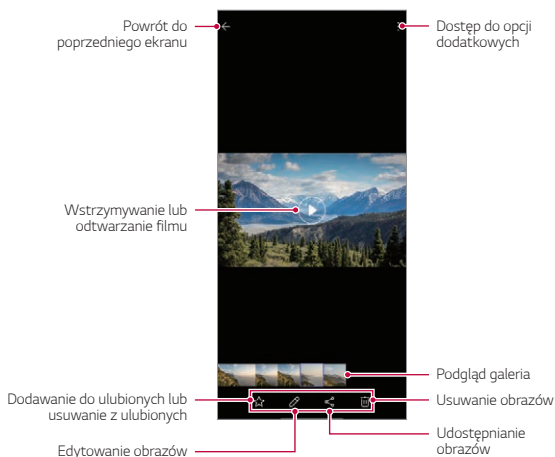 Powrót do
poprzedniego ekranu
Dostęp do opcji
dodatkowych
Wstrzymywanie lub
odtwarzanie filmu
Podgląd galeria
Dodawanie do ulubionych lub
usuwanie z ulubionych
Usuwanie obrazów
Edytowanie obrazów
Udostępnianie
obrazów